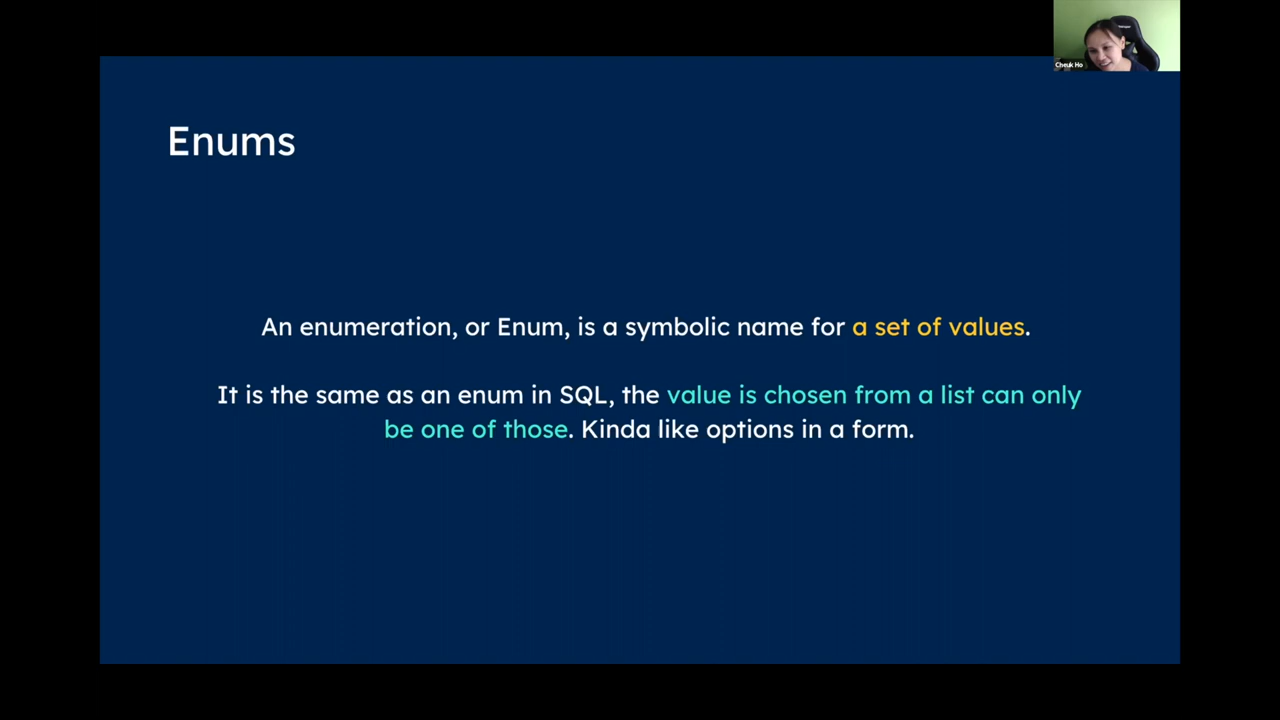 Cheuk Ho
Enums
An enumeration, or Enum, is a symbolic name for a set of values.
It is the same as an enum in SQL, the value is chosen from a list can only
be one of those. Kinda like options in a form.